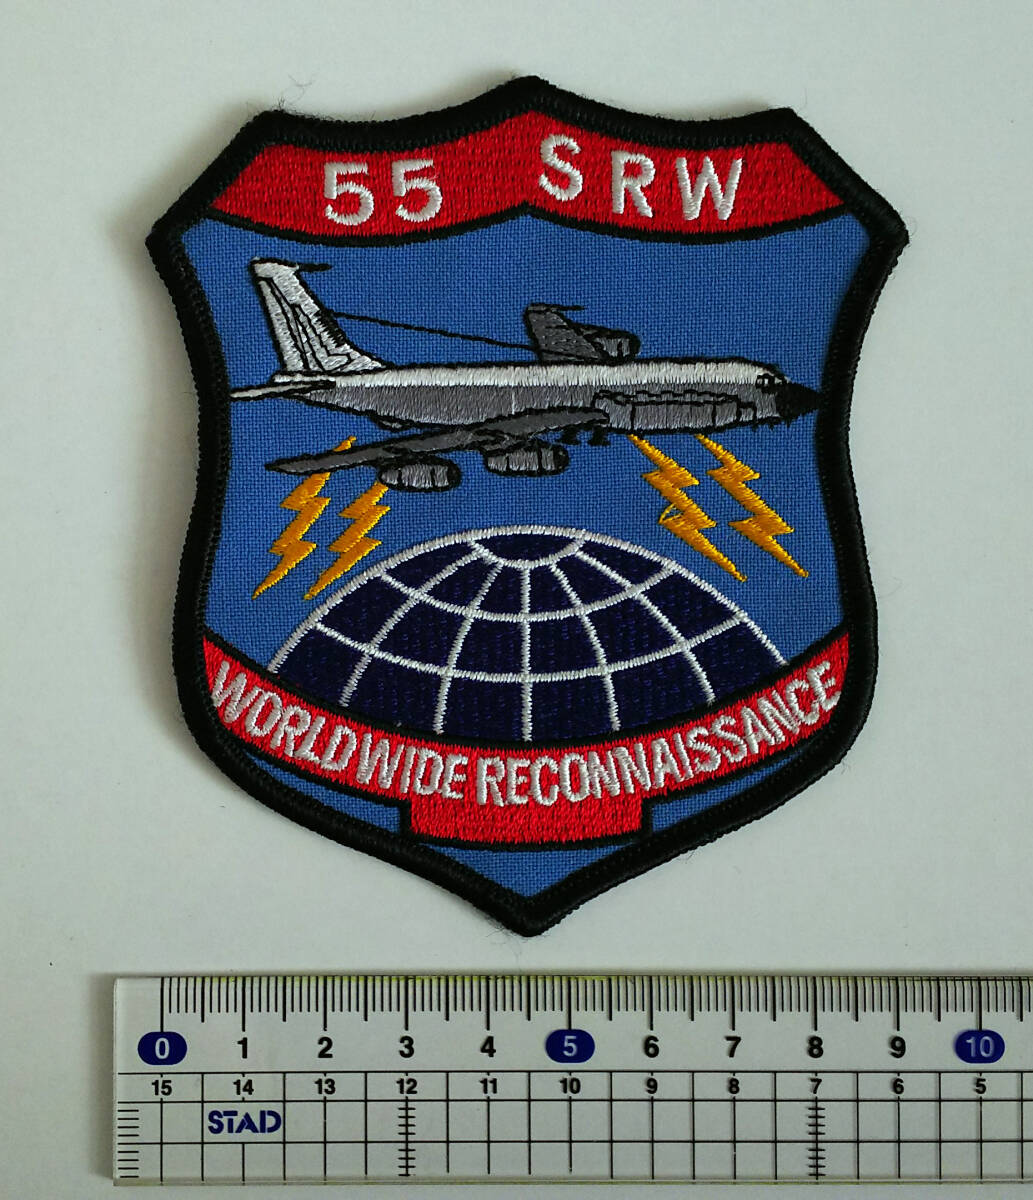 55 SRW
WORLDWIDE RECONNAISSANCE
0 1 2 3 4 5 6 7 8 9 10
15 14 13 12 11 10 9 8 7 6 5
STAD